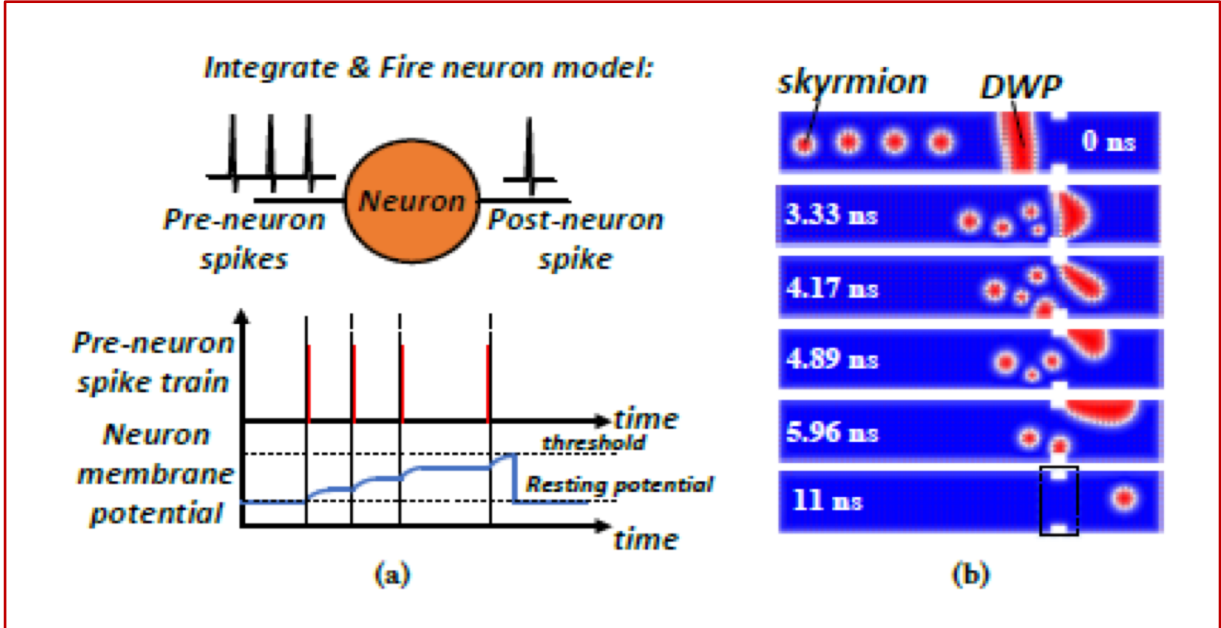 Integrate & Fire neuron model:
Neuron
Pre-neuron
spikes
Post-neuron
spike
Pre-neuron
spike train
time
threshold
Neuron
membrane
potential
Resting potential
time
(a)
skyrmion
DWP
0 ns
3.33 ns
4.17 ns
4.89 ns
5.96 ns
11 ns
(b)